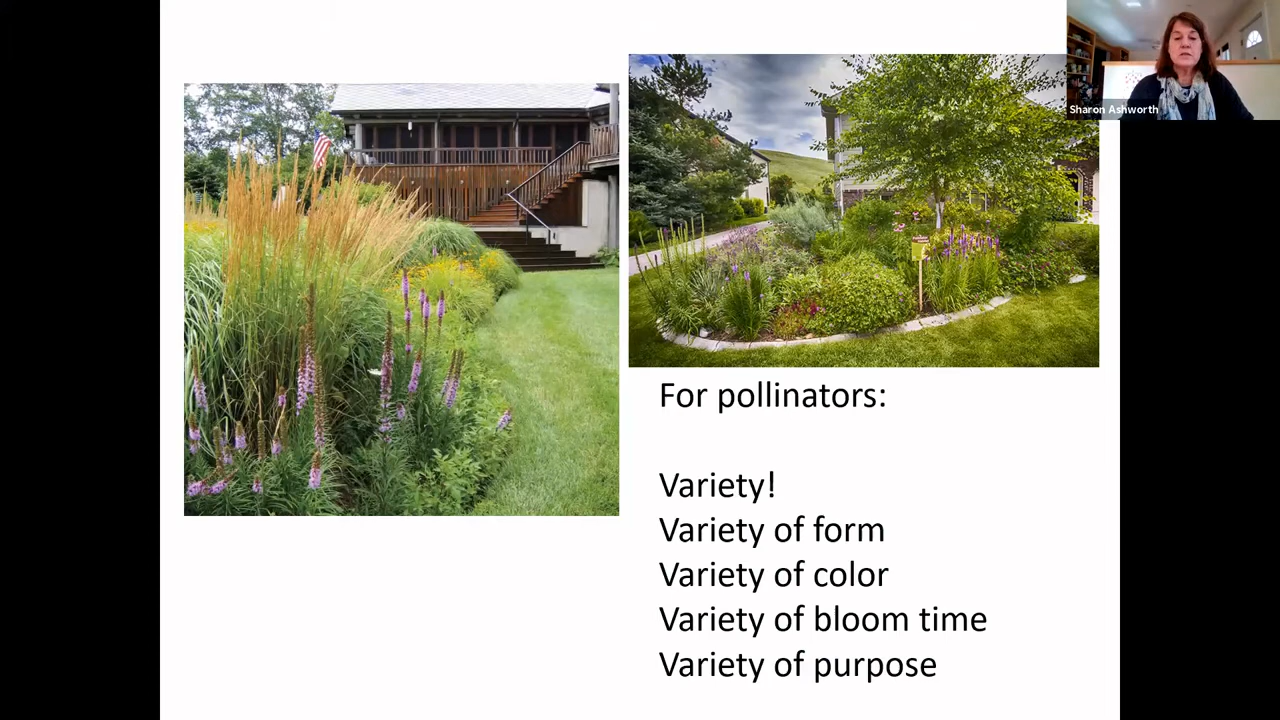 Sharon Ashworth
For pollinators:
Variety!
Variety of form
Variety of color
Variety of bloom time
Variety of purpose